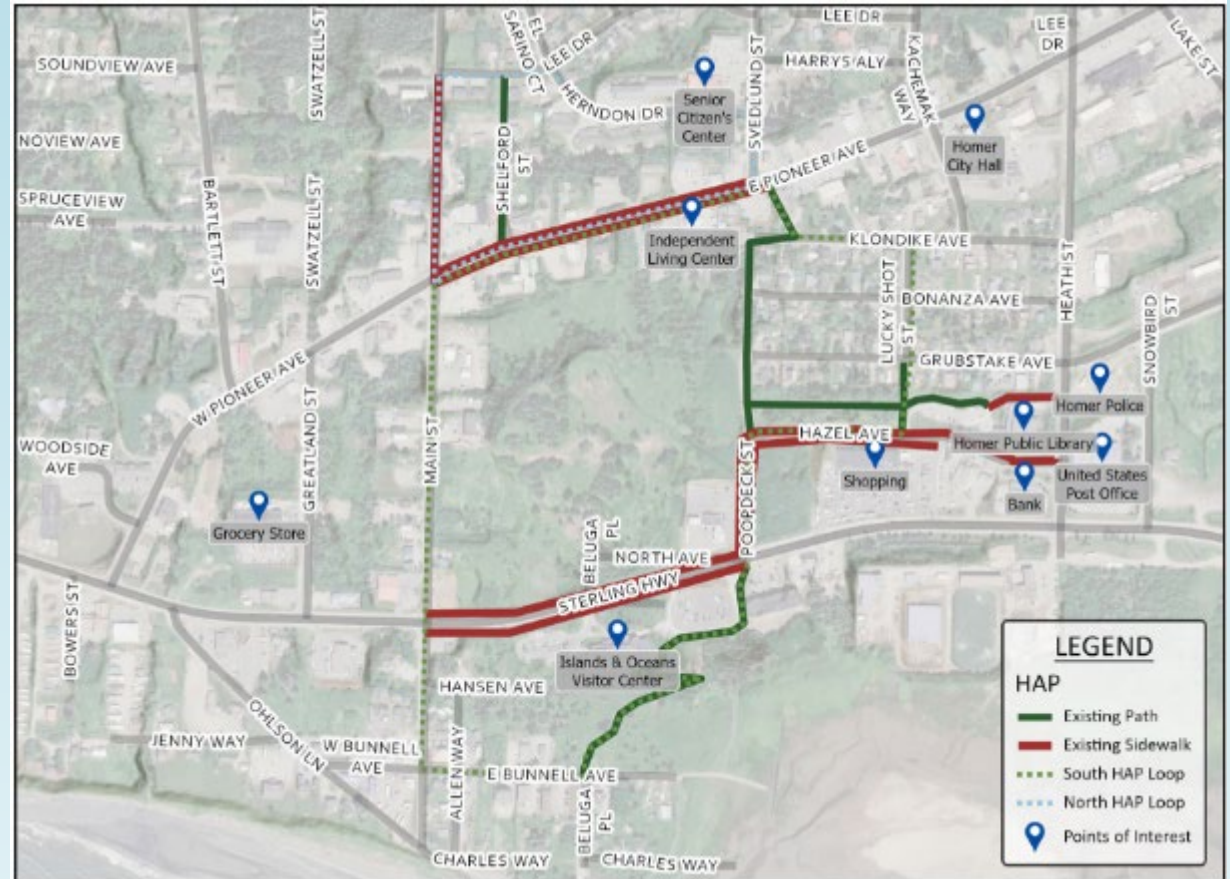 LEE DR
LEE DR
LEE DR
LAKE ST
EL SARINO CT
SVEDLUND ST
KACHEMAK WAY
SOUNDVIEW AVE
SWATZELL ST
HARRYS ALY
HERNDON DR
Senior
Citizen's
Center
Homer
City Hall
NOVIEW AVE
SHELFORD ST
E PIONEER AVE
SPRUCEVIEW
AVE
BARTLETT ST
SWATZELL ST
Independent
Living Center
KLONDIKE AVE
HEATH ST
LUCKY SHOT ST
BONANZA AVE
SNOWBIRD ST
GRUBSTAKE AVE
W PIONEER AVE
Homer Police
WOODSIDE
AVE
GREATLAND ST
MAIN ST
HAZEL AVE
Homer Public Library
POOPDECK ST
Shopping
United States
Post Office
Bank
Grocery Store
BELUGA PL
NORTH AVE
STERLING HWY
BOWERS ST
Islands & Oceans
Visitor Center
HANSEN AVE
OHLSON LN
JENNY WAY
W BUNNELL
AVE
ALLEN WAY
E BUNNELL AVE
BELUGA PL
CHARLES WAY
CHARLES WAY
LEGEND
HAP
Existing Path
Existing Sidewalk
South HAP Loop
North HAP Loop
Points of Interest